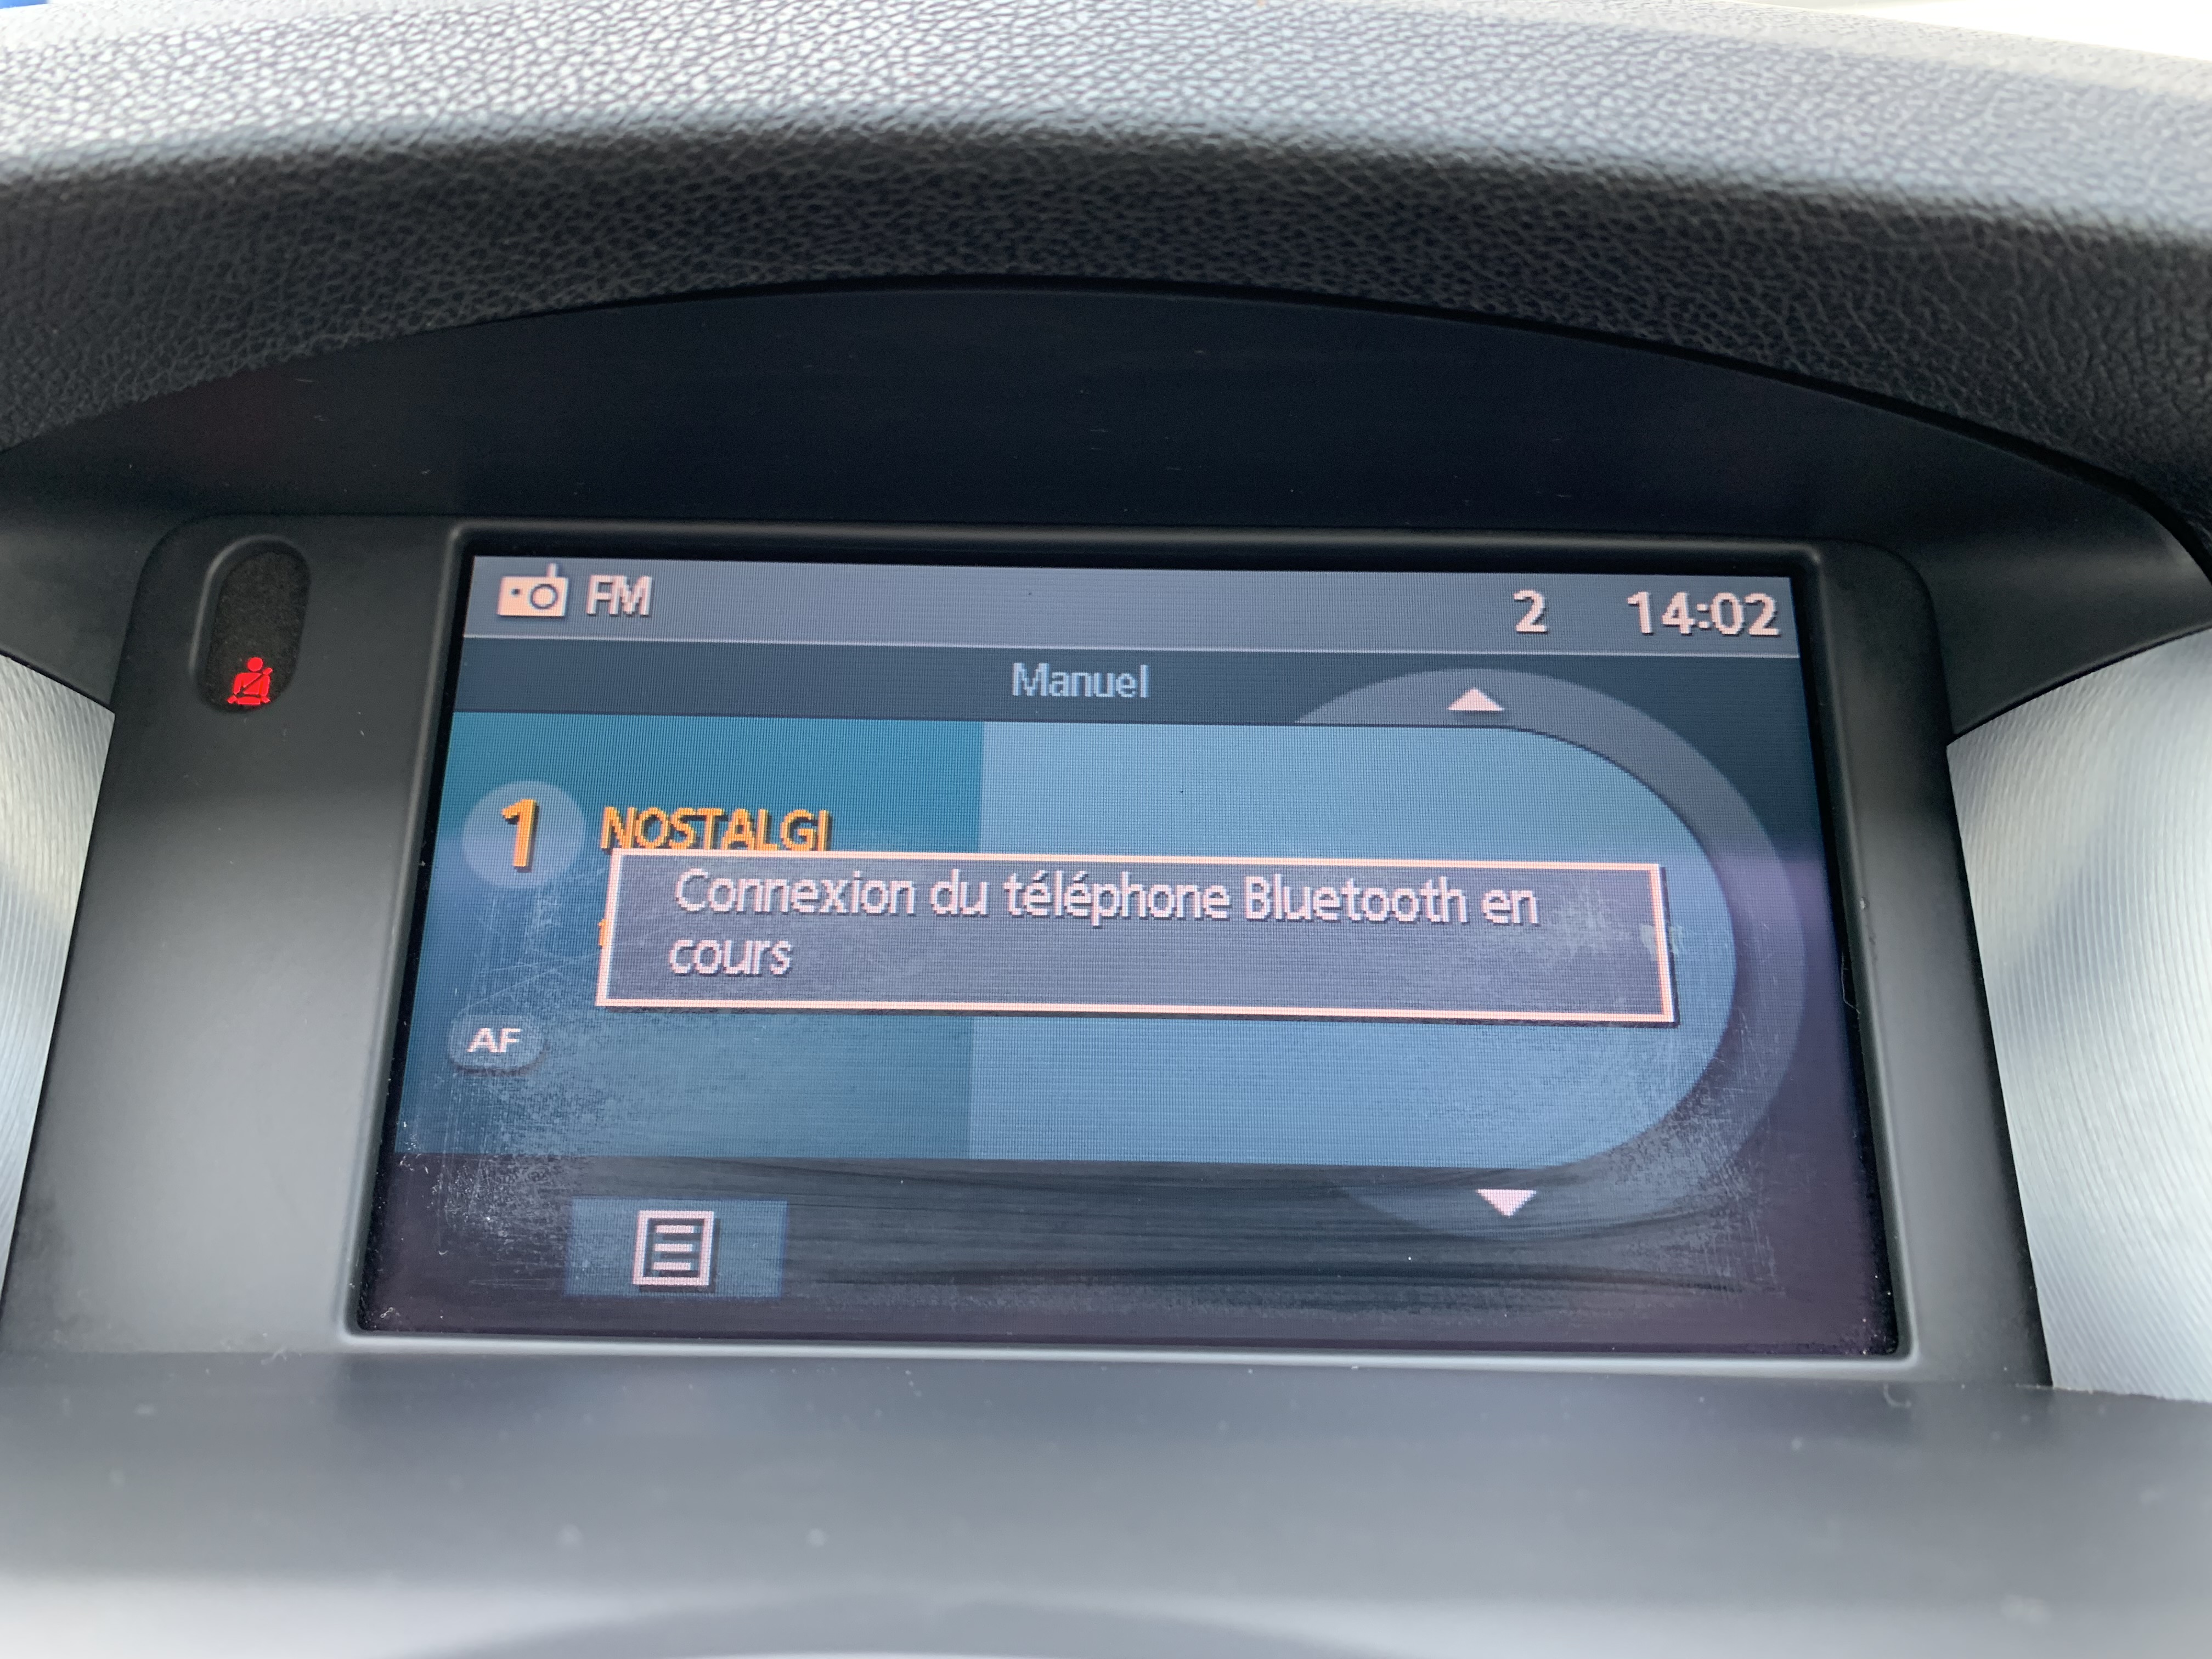 FM 2 14:02
Manuel
1 NOSTALGI
Connexion du téléphone Bluetooth en
cours
AF